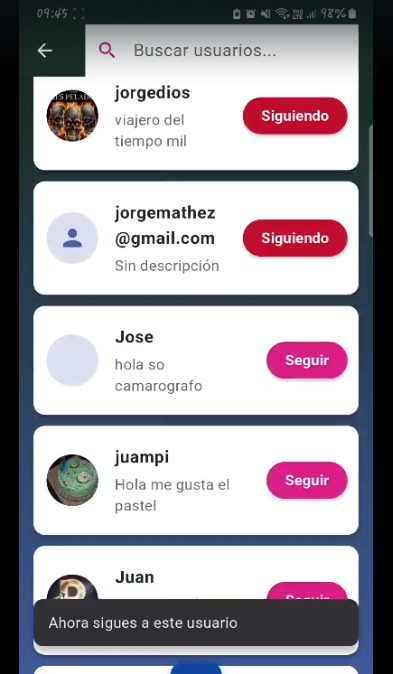 09:45
98%
Buscar usuarios...
jorgedios
viajero del
tiempo mil
Siguiendo
jorgemathez
@gmail.com
Sin descripción
Siguiendo
Jose
hola so
camarografo
Seguir
juampi
Hola me gusta el
pastel
Seguir
Juan
Seguir
Ahora sigues a este usuario